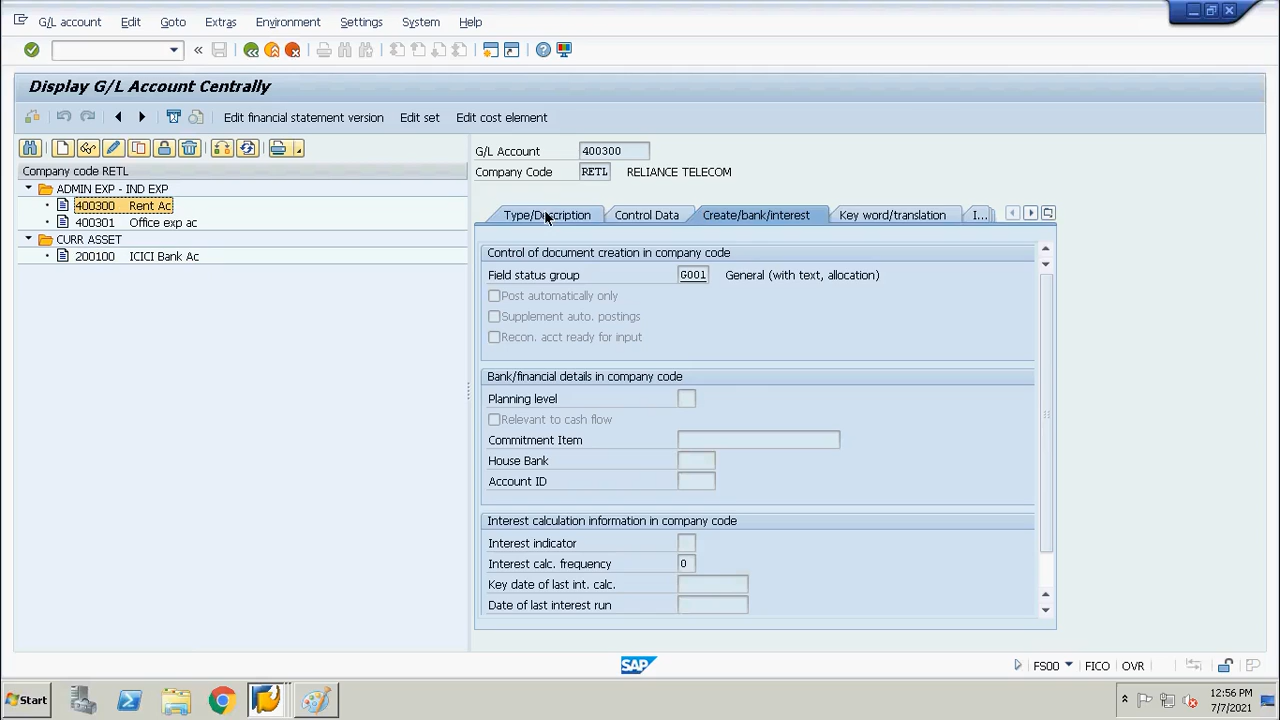 G/L account Edit Goto Extras Environment Settings System Help
Display G/L Account Centrally
Edit financial statement version Edit set Edit cost element
Company code RETL
ADMIN EXP - IND EXP
400300 Rent Ac
400301 Office exp ac
CURR ASSET
200100 ICICI Bank Ac
G/L Account 400300
Company Code RETL RELIANCE TELECOM
Type/Description Control Data Create/bank/interest Key word/translation I...
Control of document creation in company code
Field status group G001 General (with text, allocation)
Post automatically only
Supplement auto. postings
Recon. acct ready for input
Bank/financial details in company code
Planning level
Relevant to cash flow
Commitment Item
House Bank
Account ID
Interest calculation information in company code
Interest indicator
Interest calc. frequency 0
Key date of last int. calc.
Date of last interest run
SAP
FS00 FICO OVR
Start
12:56 PM
7/7/2021